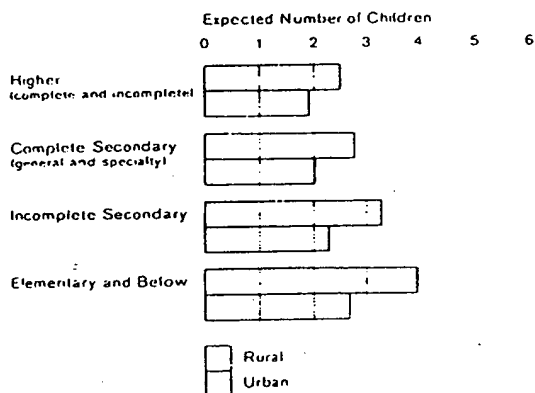 Expected Number of Children
0 1 2 3 4 5 6
Higher
(complete and incomplete)
Complete Secondary
(general and specialty)
Incomplete Secondary
Elementary and Below
Rural
Urban